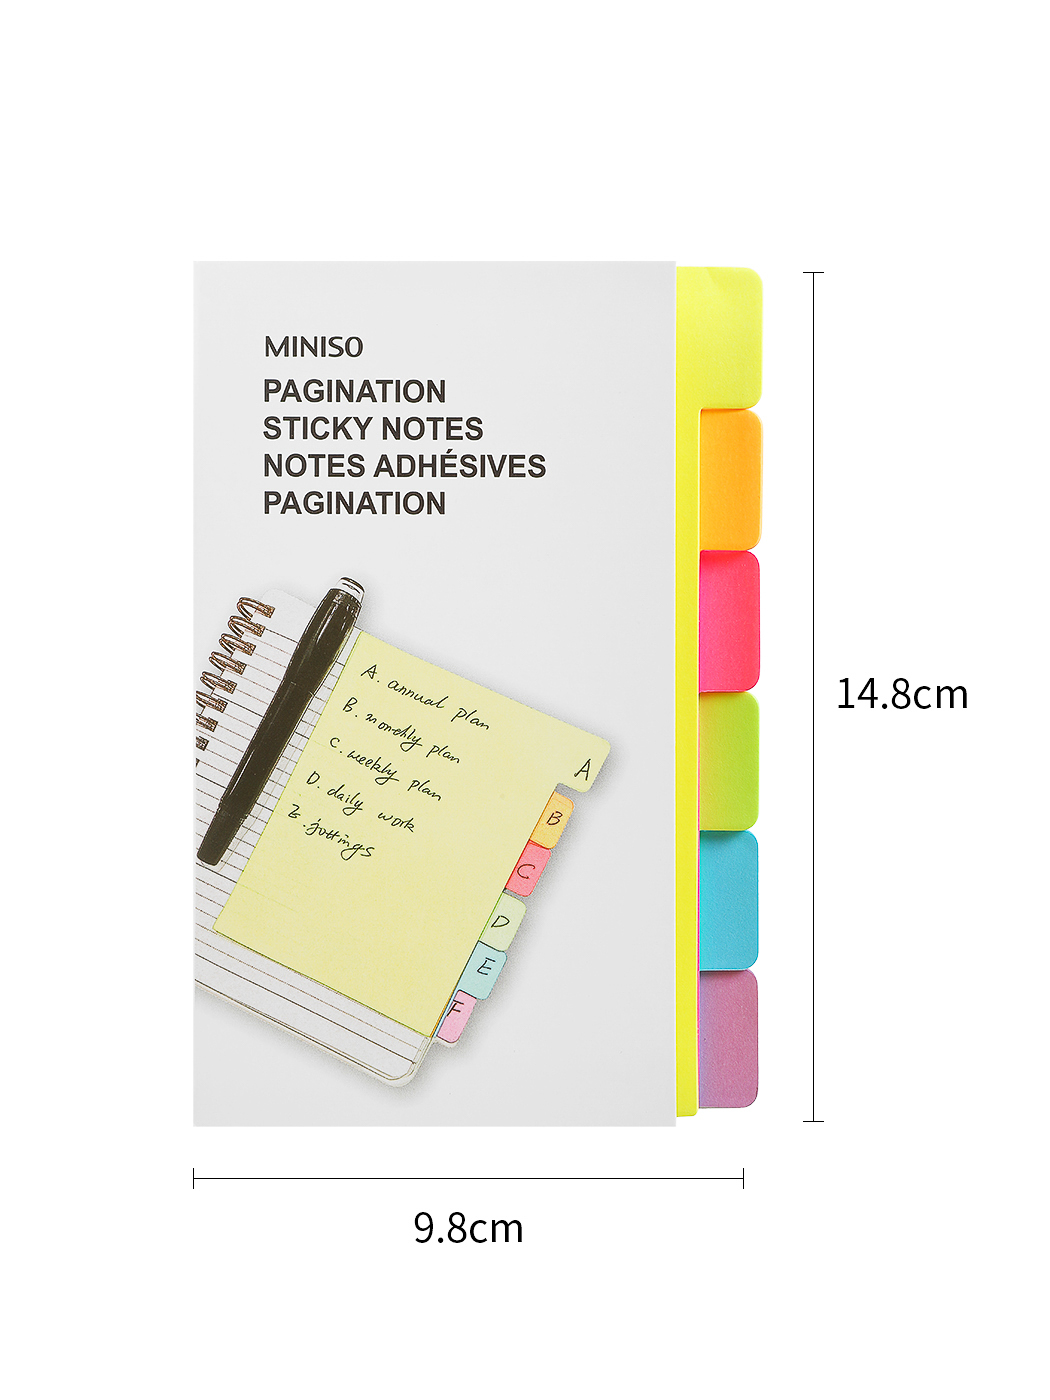 MINISO
PAGINATION
STICKY NOTES
NOTES ADHÉSIVES
PAGINATION
A. annual plan
B. monthly plan
C. weekly plan
D. daily work
E. jottings
A
B
C
D
E
F
14.8cm
9.8cm